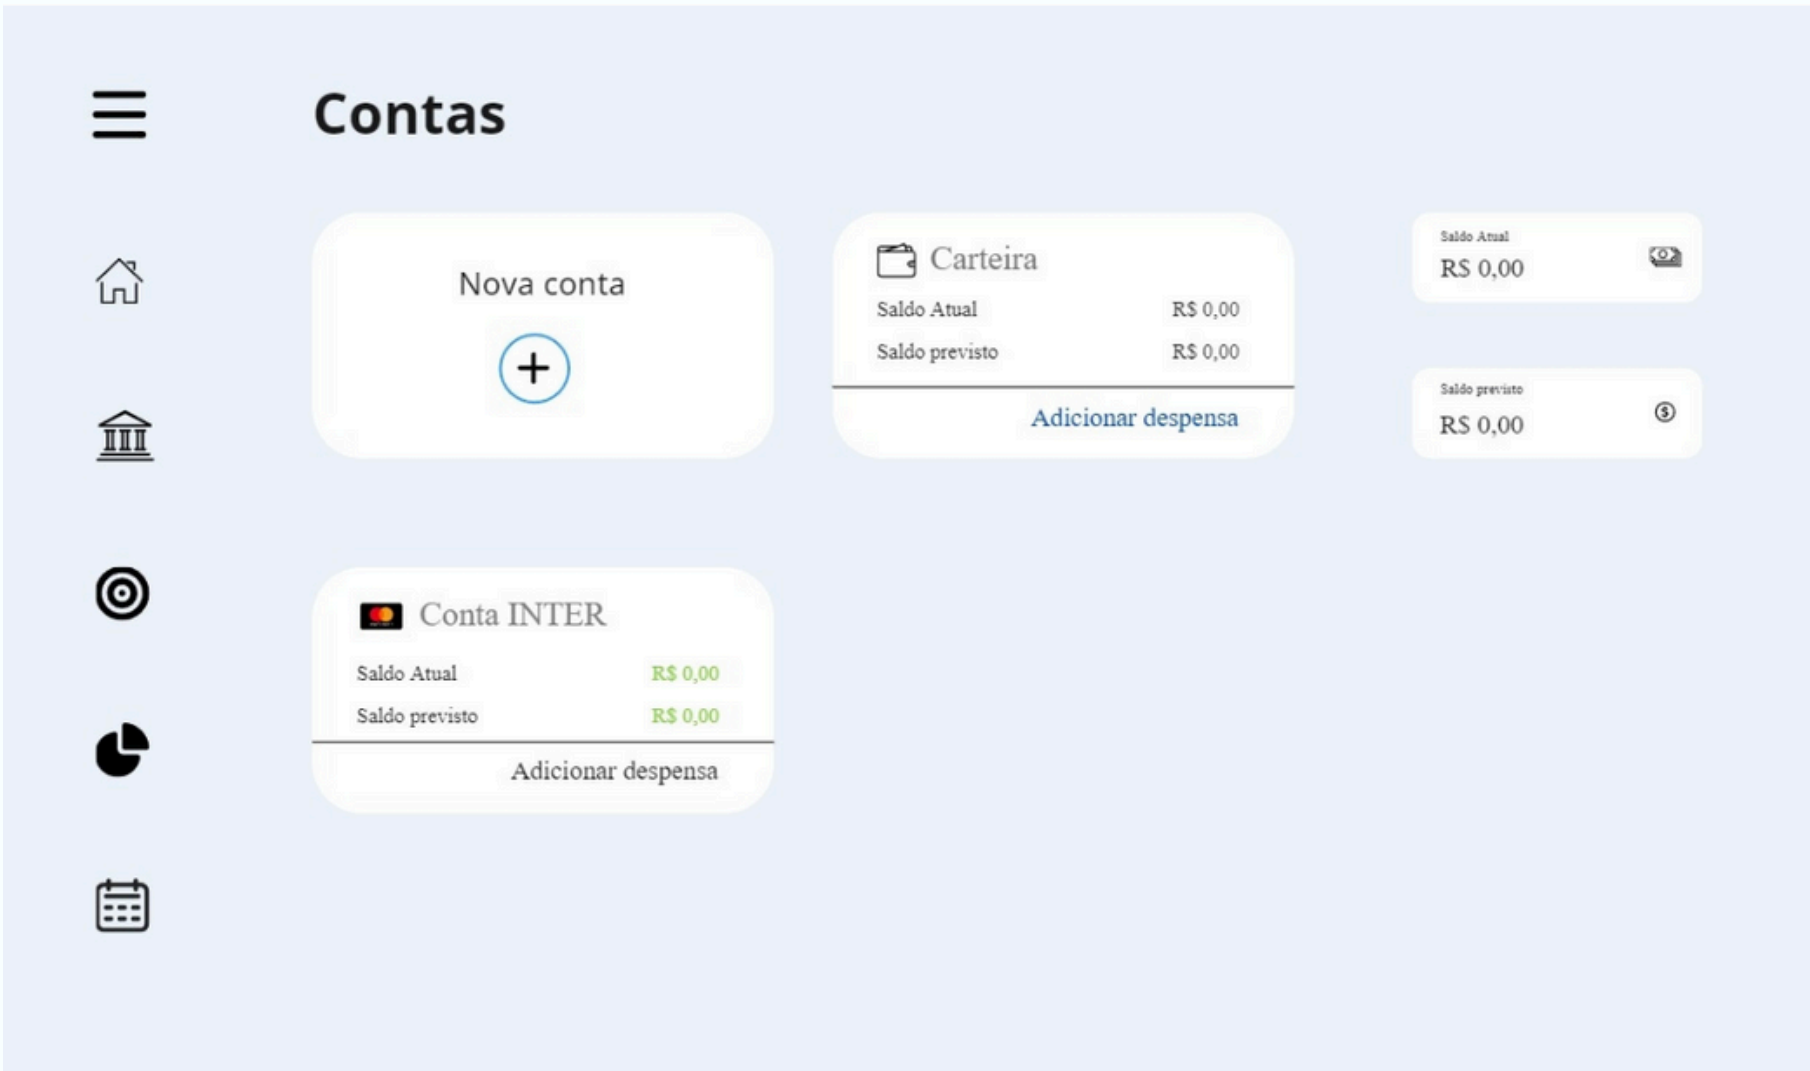 Contas
Nova conta
Carteira
Saldo Atual R$ 0,00
Saldo previsto R$ 0,00
Adicionar despensa
Saldo Atual
R$ 0,00
Saldo previsto
R$ 0,00
Conta INTER
Saldo Atual R$ 0,00
Saldo previsto R$ 0,00
Adicionar despensa